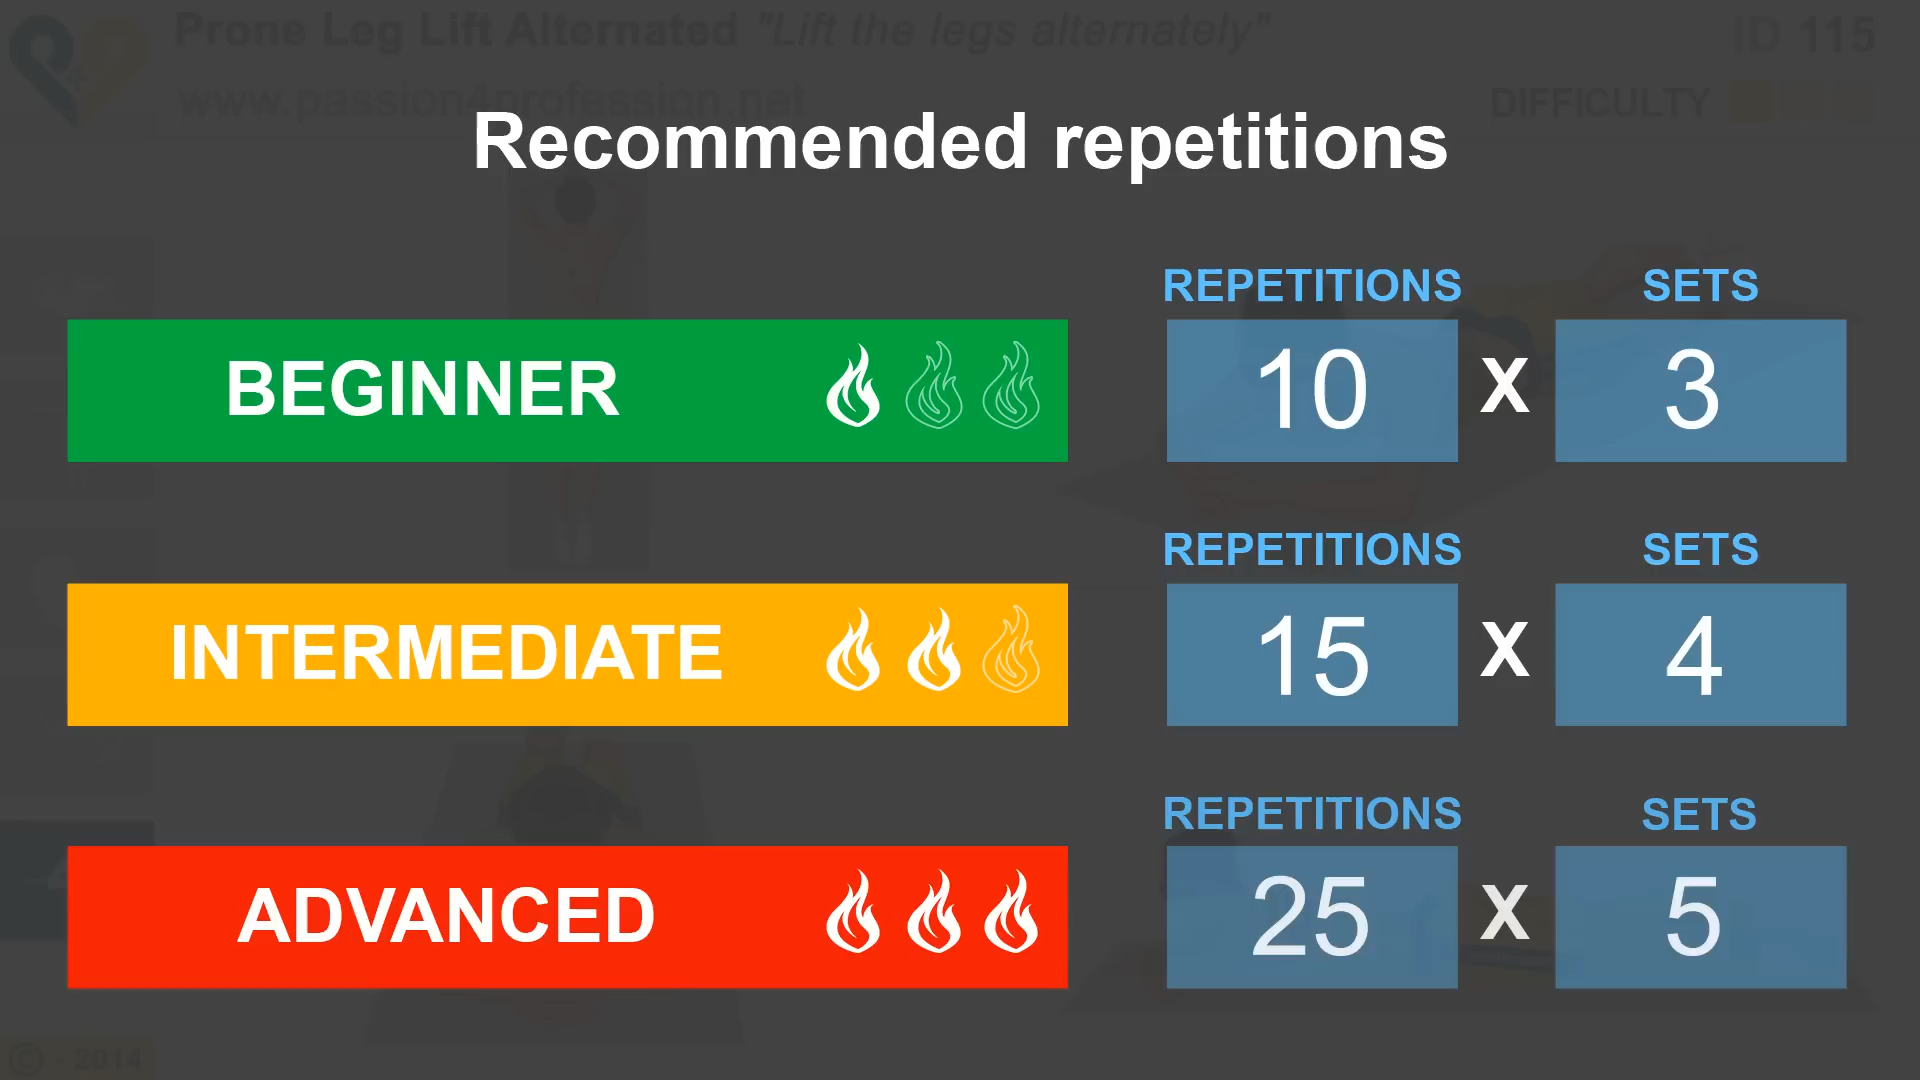 Prone Leg Lift Alternated "Lift the legs alternately"
ID 115
www.passion4profession.net
DIFFICULTY
Recommended repetitions
REPETITIONS SETS
BEGINNER 10 X 3
REPETITIONS SETS
INTERMEDIATE 15 X 4
REPETITIONS SETS
ADVANCED 25 X 5
© - 2014